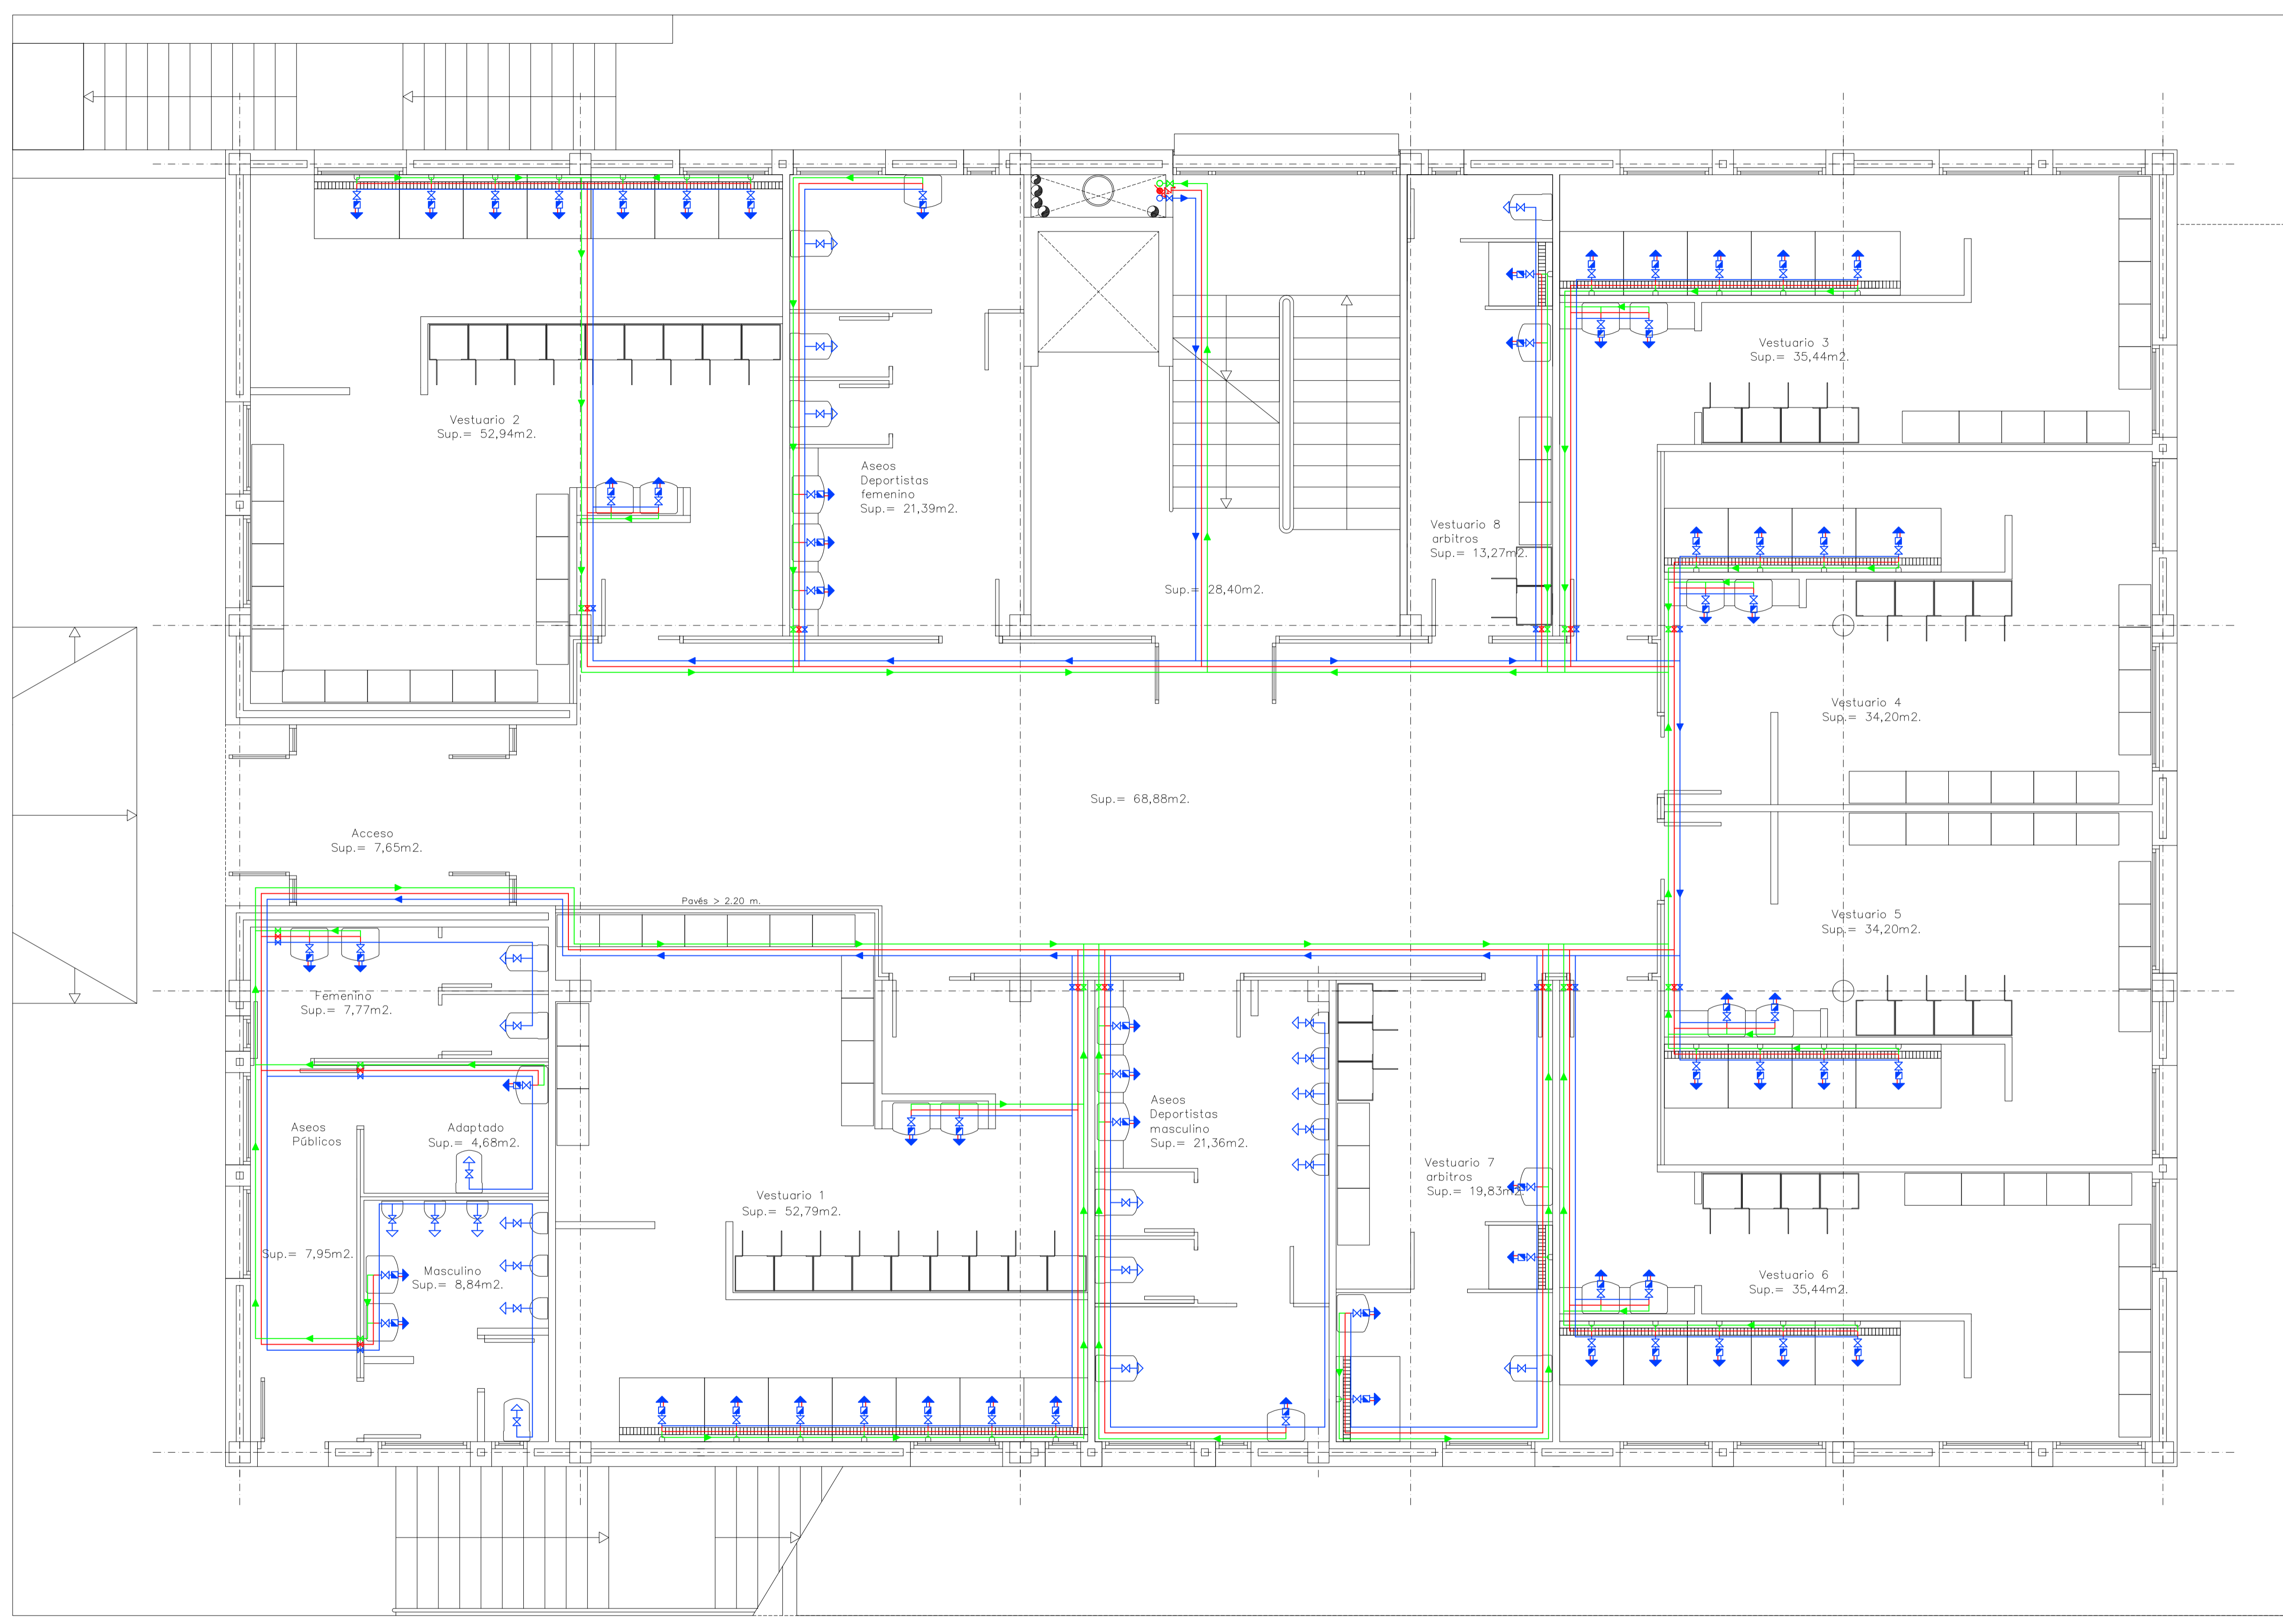 Vestuario 2
Sup.= 52,94m2.
Aseos
Deportistas
femenino
Sup.= 21,39m2.
Sup.= 28,40m2.
Vestuario 8
arbitros
Sup.= 13,27m2.
Vestuario 3
Sup.= 35,44m2.
Vestuario 4
Sup.= 34,20m2.
Sup.= 68,88m2.
Acceso
Sup.= 7,65m2.
Pavés > 2.20 m.
Vestuario 5
Sup.= 34,20m2.
Femenino
Sup.= 7,77m2.
Aseos
Públicos
Adaptado
Sup.= 4,68m2.
Sup.= 7,95m2.
Masculino
Sup.= 8,84m2.
Vestuario 1
Sup.= 52,79m2.
Aseos
Deportistas
masculino
Sup.= 21,36m2.
Vestuario 7
arbitros
Sup.= 19,83m2.
Vestuario 6
Sup.= 35,44m2.